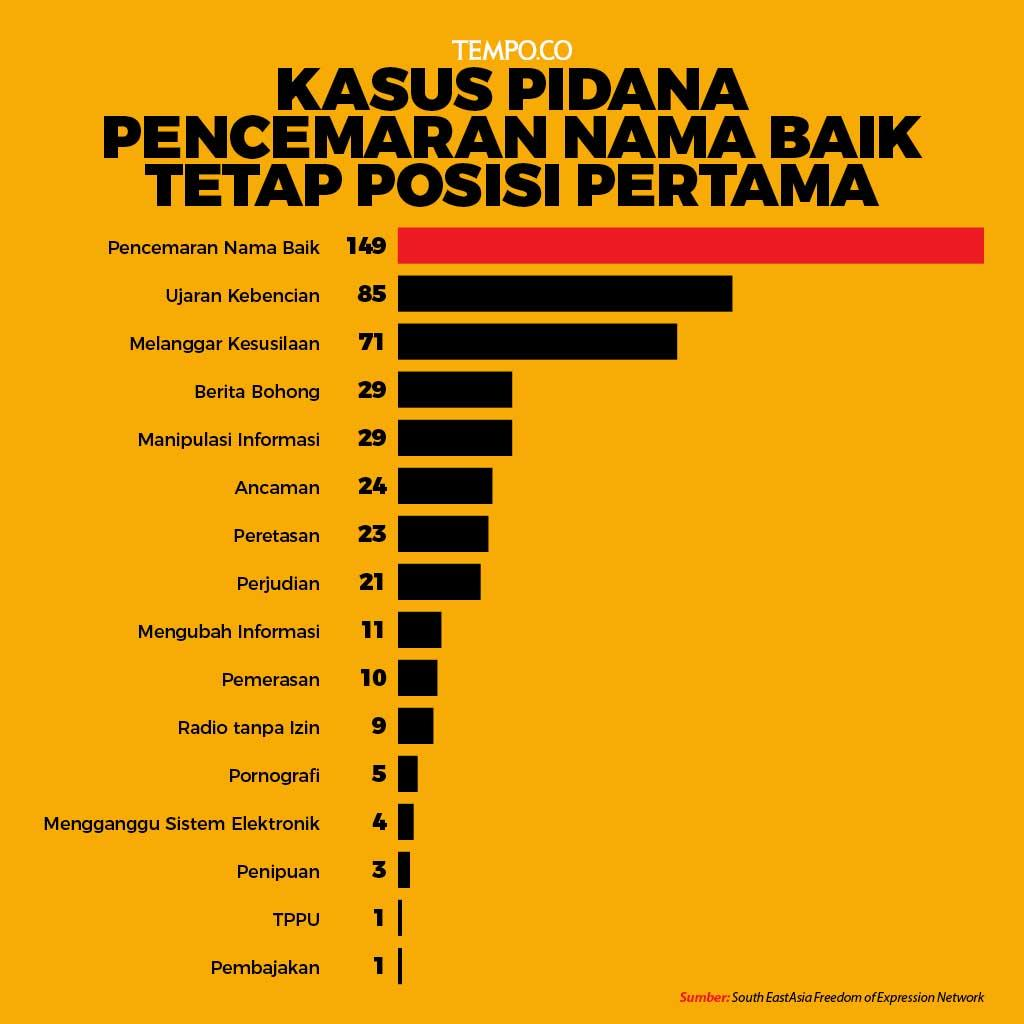 TEMPO.CO
KASUS PIDANA
PENCEMARAN NAMA BAIK
TETAP POSISI PERTAMA
Pencemaran Nama Baik 149
Ujaran Kebencian 85
Melanggar Kesusilaan 71
Berita Bohong 29
Manipulasi Informasi 29
Ancaman 24
Peretasan 23
Perjudian 21
Mengubah Informasi 11
Pemerasan 10
Radio tanpa Izin 9
Pornografi 5
Mengganggu Sistem Elektronik 4
Penipuan 3
TPPU 1
Pembajakan 1
Sumber: South EastAsia Freedom of Expression Network